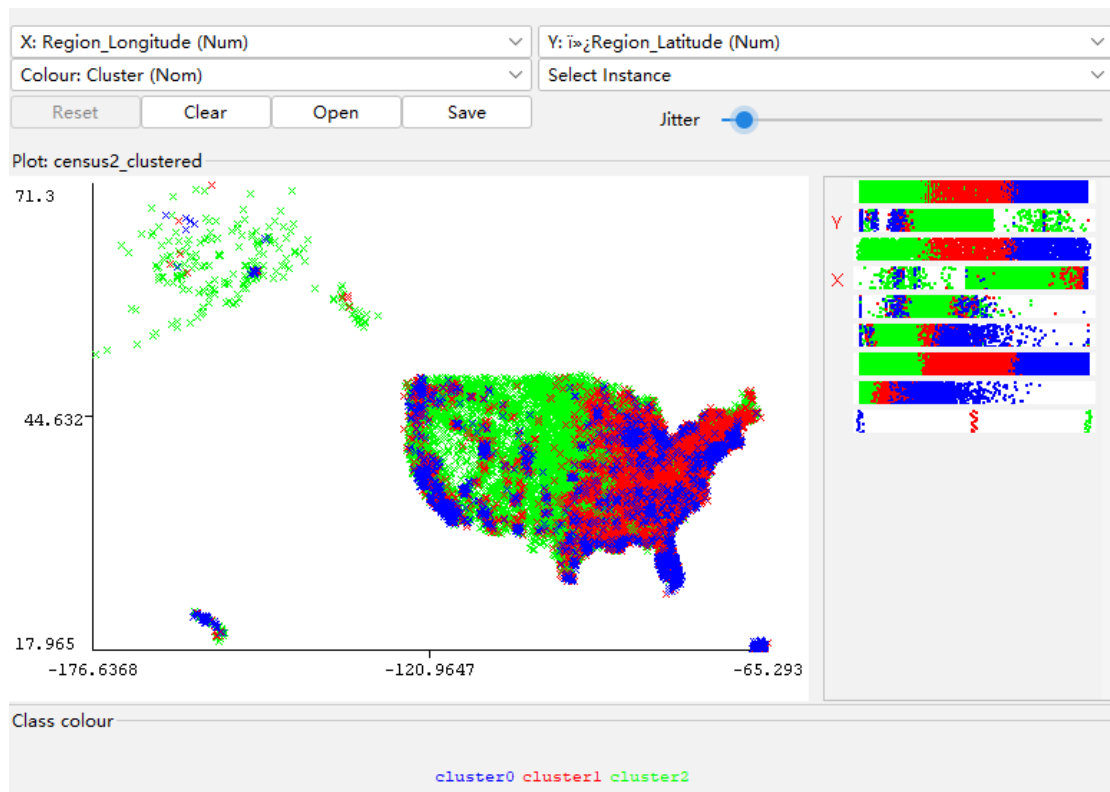 X: Region_Longitude (Num)
Y: ï»¿Region_Latitude (Num)
Colour: Cluster (Nom)
Select Instance
Reset
Clear
Open
Save
Jitter
Plot: census2_clustered
71.3
44.632
17.965
-176.6368
-120.9647
-65.293
Y
X
Class colour
cluster0 cluster1 cluster2